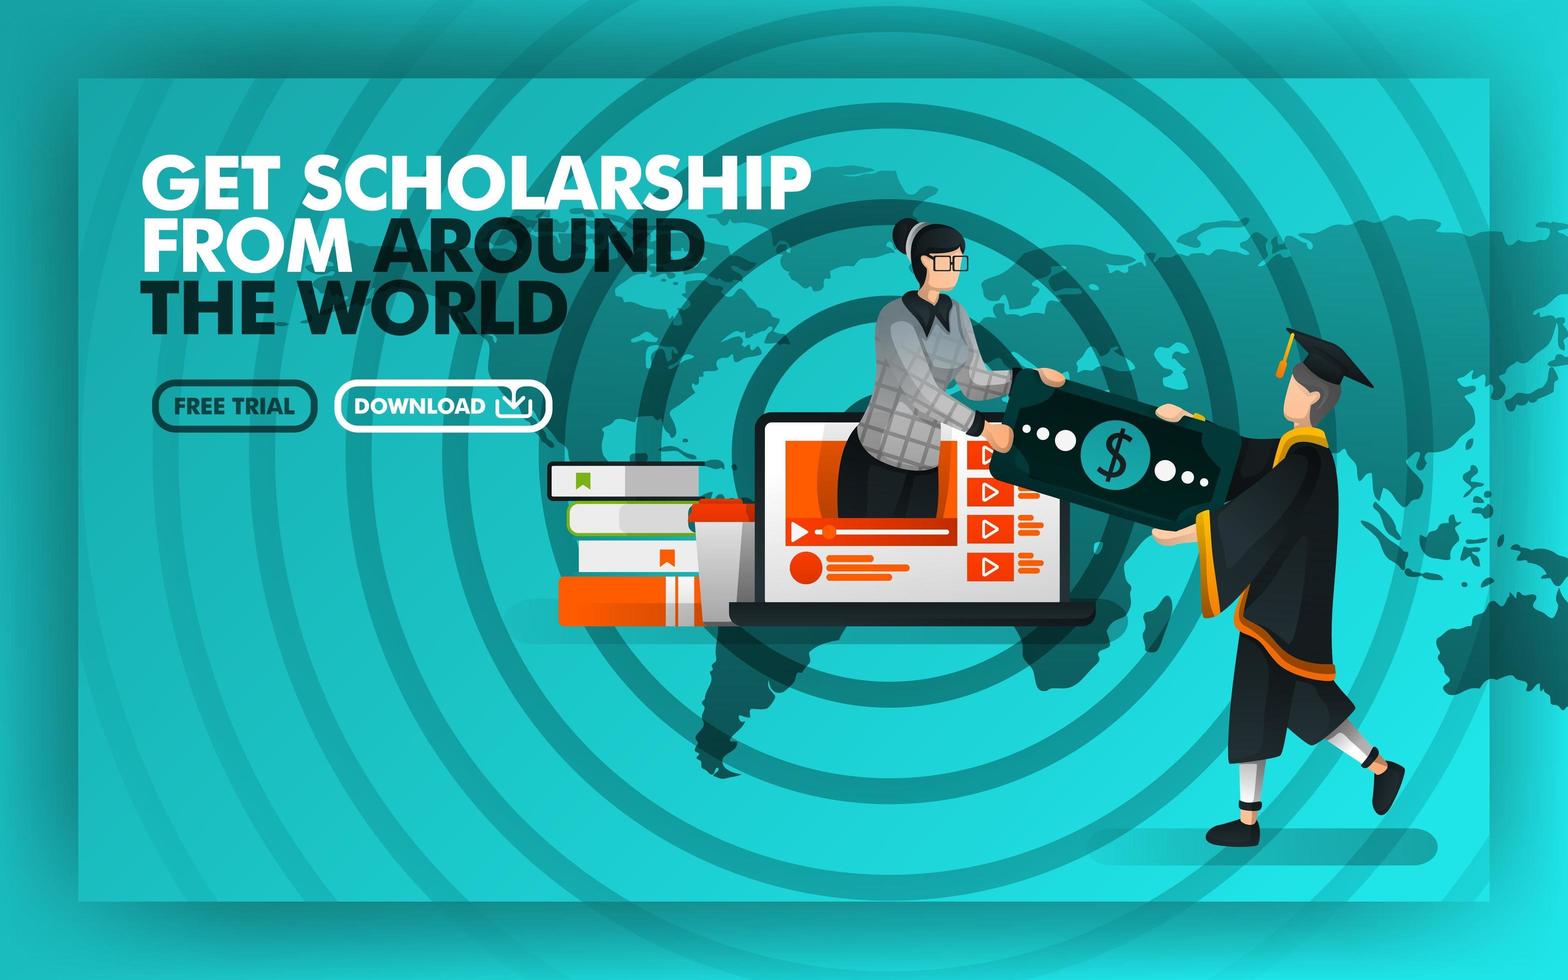 GET SCHOLARSHIP
FROM AROUND
THE WORLD
FREE TRIAL
DOWNLOAD
$